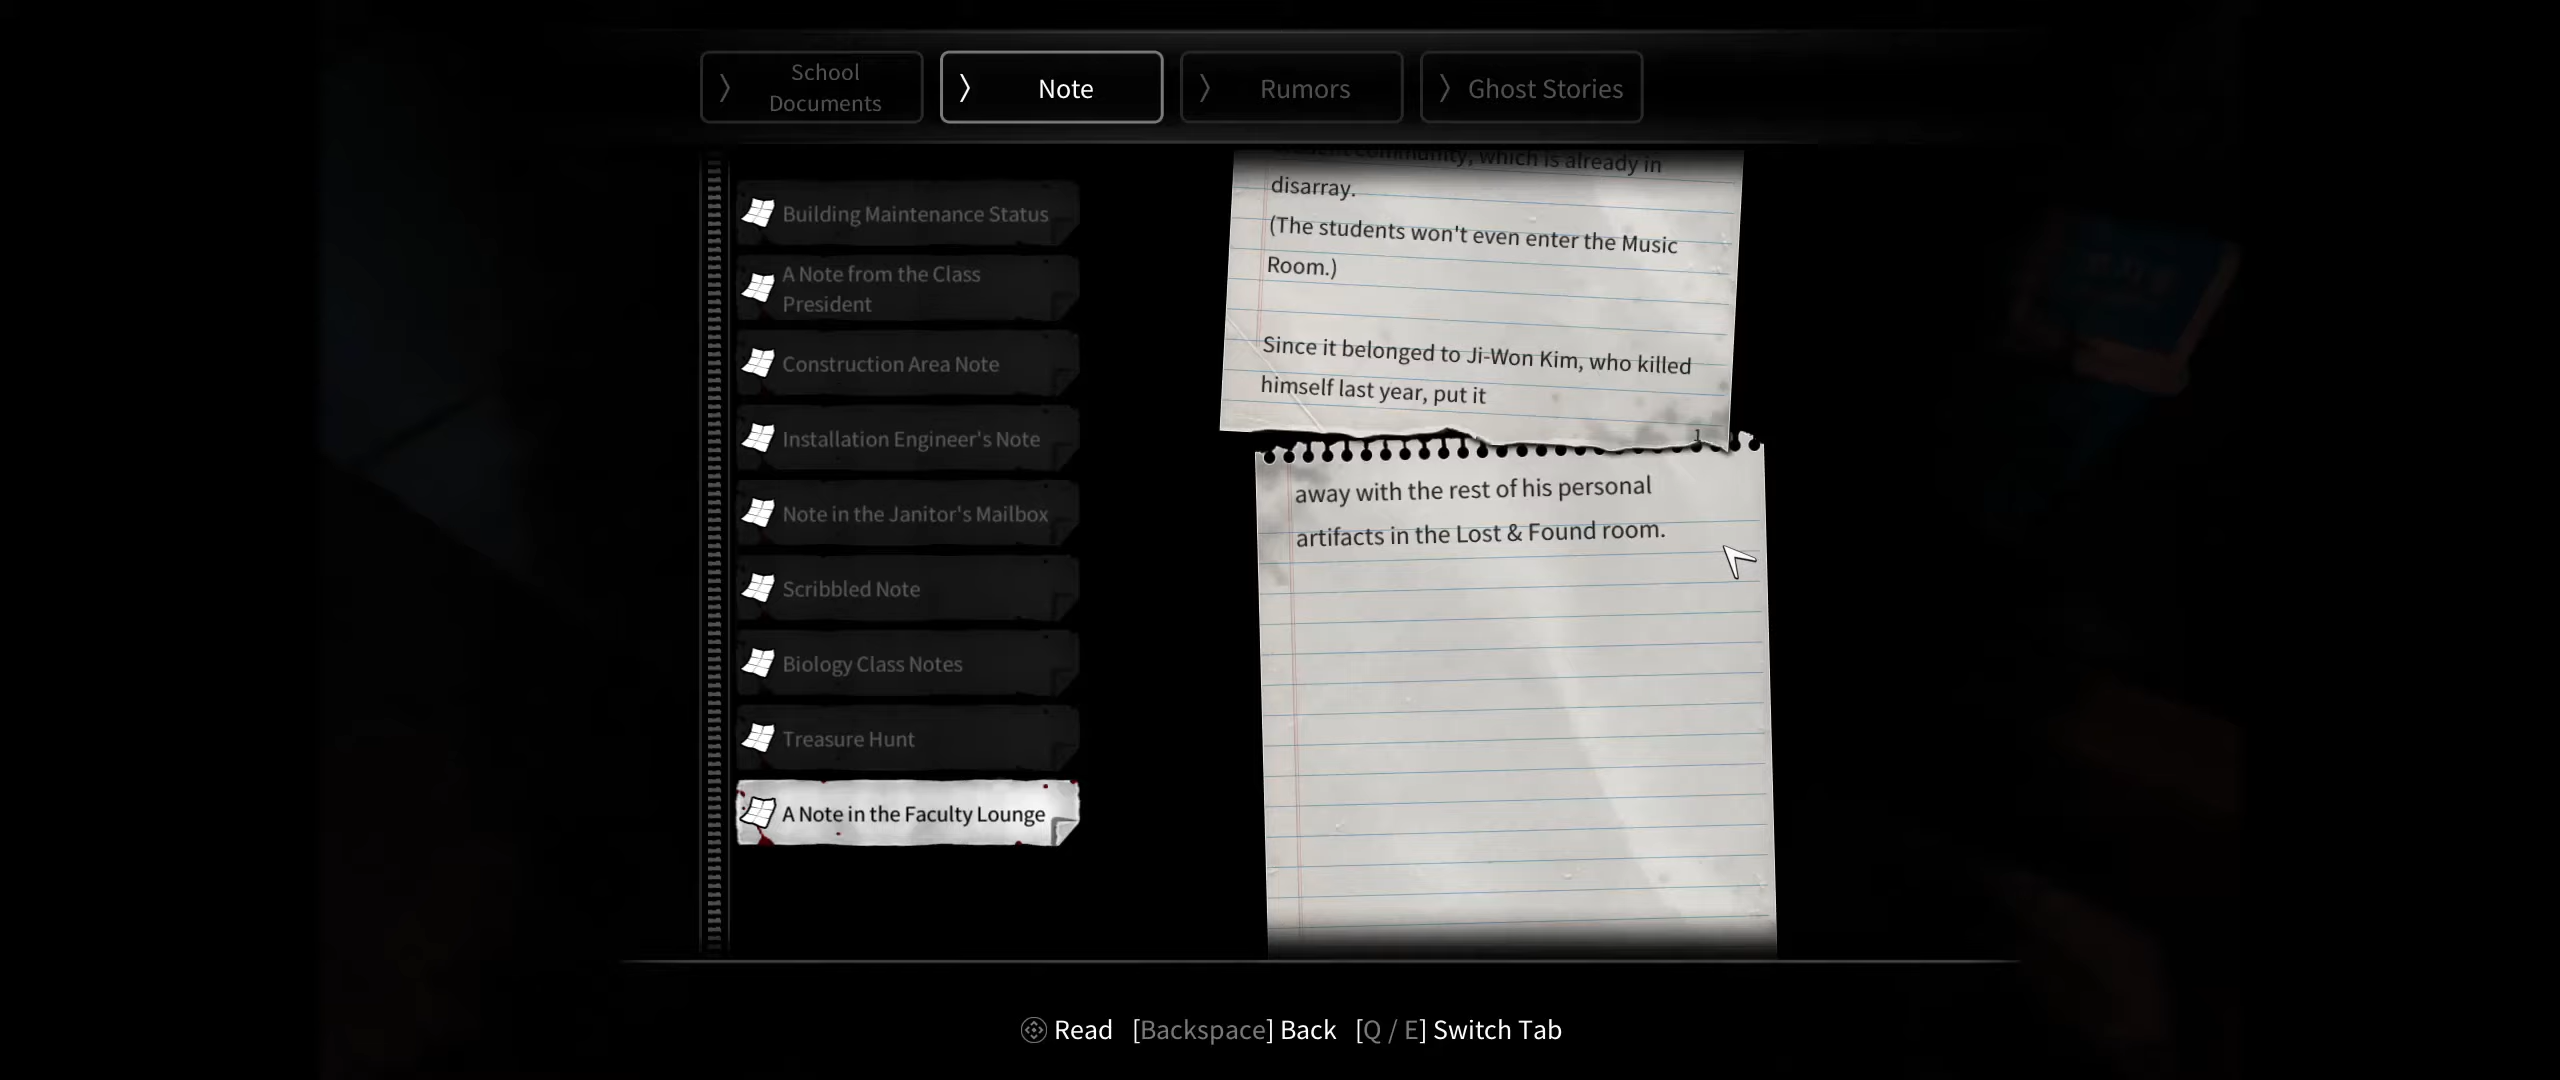 School
Documents
Note
Rumors
Ghost Stories
Building Maintenance Status
A Note from the Class
President
Construction Area Note
Installation Engineer's Note
Note in the Janitor's Mailbox
Scribbled Note
Biology Class Notes
Treasure Hunt
A Note in the Faculty Lounge
community, which is already in
disarray.
(The students won't even enter the Music
Room.)
Since it belonged to Ji-Won Kim, who killed
himself last year, put it
1
away with the rest of his personal
artifacts in the Lost & Found room.
Read [Backspace] Back [Q / E] Switch Tab